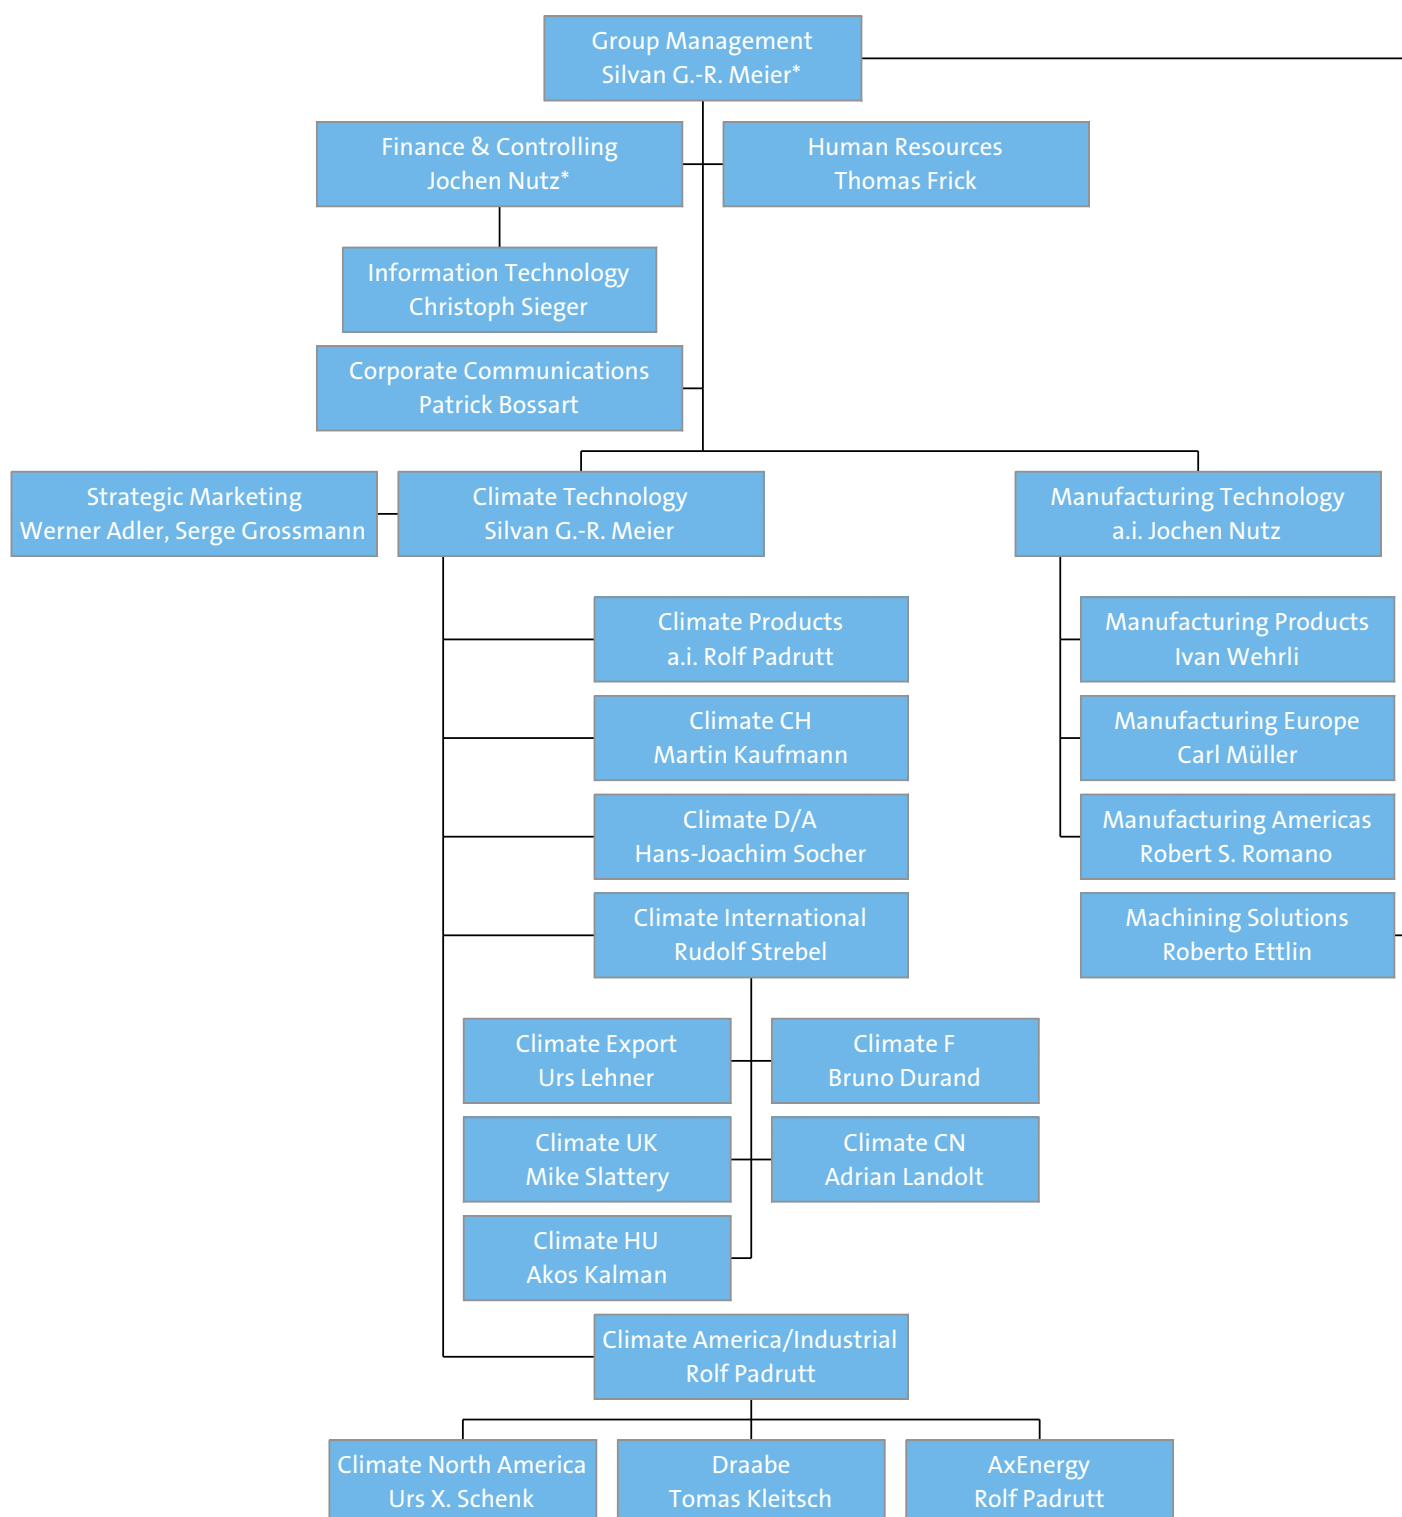 Group Management
Silvan G.-R. Meier*
Finance & Controlling
Jochen Nutz*
Human Resources
Thomas Frick
Information Technology
Christoph Sieger
Corporate Communications
Patrick Bossart
Strategic Marketing
Werner Adler, Serge Grossmann
Climate Technology
Silvan G.-R. Meier
Manufacturing Technology
a.i. Jochen Nutz
Climate Products
a.i. Rolf Padrutt
Manufacturing Products
Ivan Wehrli
Climate CH
Martin Kaufmann
Manufacturing Europe
Carl Müller
Climate D/A
Hans-Joachim Socher
Manufacturing Americas
Robert S. Romano
Climate International
Rudolf Strebel
Machining Solutions
Roberto Ettlin
Climate Export
Urs Lehner
Climate F
Bruno Durand
Climate UK
Mike Slattery
Climate CN
Adrian Landolt
Climate HU
Akos Kalman
Climate America/Industrial
Rolf Padrutt
Climate North America
Urs X. Schenk
Draabe
Tomas Kleitsch
AxEnergy
Rolf Padrutt